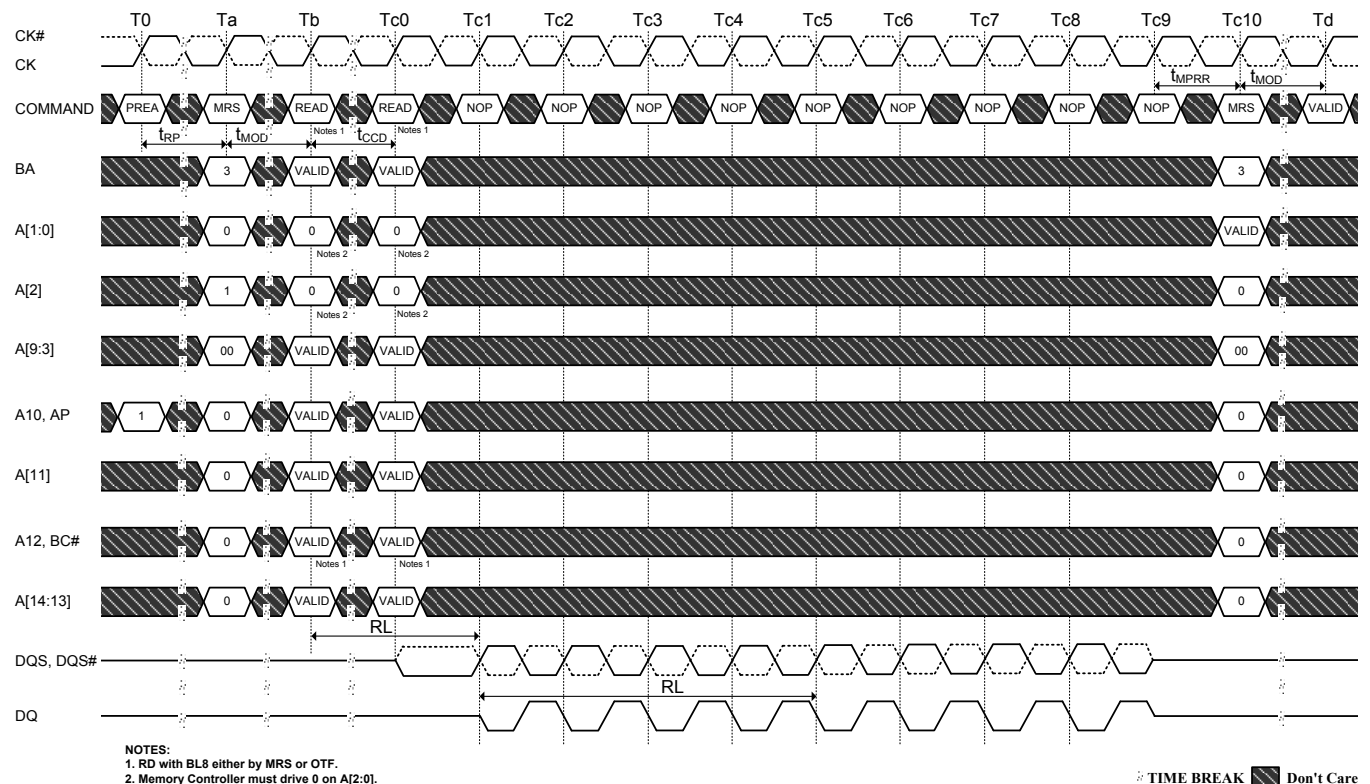 T0 Ta Tb Tc0 Tc1 Tc2 Tc3 Tc4 Tc5 Tc6 Tc7 Tc8 Tc9 Tc10 Td
CK#
CK
tMPRR tMOD
COMMAND PREA MRS READ READ NOP NOP NOP NOP NOP NOP NOP NOP NOP MRS VALID
Notes 1 Notes 1
tRP tMOD tCCD
BA 3 VALID VALID 3
A[1:0] 0 0 0 VALID
Notes 2 Notes 2
A[2] 1 0 0 0
Notes 2 Notes 2
A[9:3] 00 VALID VALID 00
A10, AP 1 0 VALID VALID 0
A[11] 0 VALID VALID 0
A12, BC# 0 VALID VALID 0
Notes 1 Notes 1
A[14:13] 0 VALID VALID 0
RL
DQS, DQS#
RL
DQ
NOTES:
1. RD with BL8 either by MRS or OTF.
2. Memory Controller must drive 0 on A[2:0].
TIME BREAK Don't Care